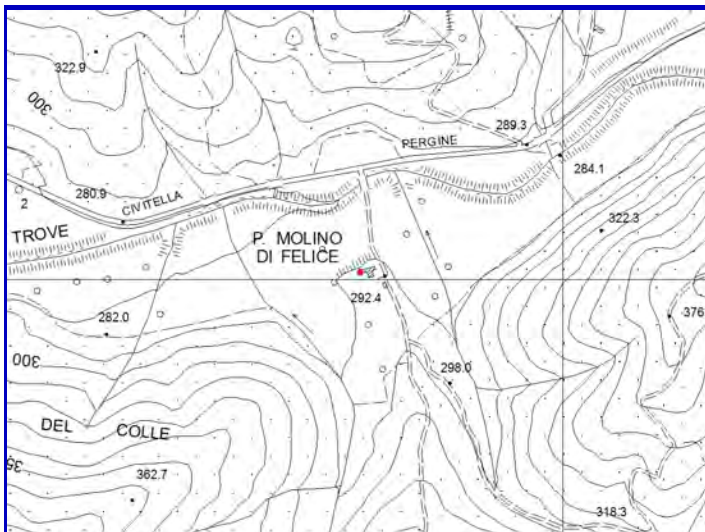 322.9
300
289.3
PERGINE
284.1
280.9
CIVITELLA
2
322.3
TROVE
P. MOLINO
DI FELICE
292.4
282.0
376
300
298.0
DEL COLLE
362.7
318.3